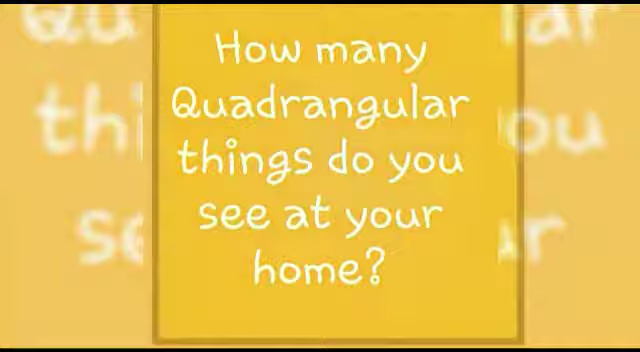 How many
Quadrangular
things do you
see at your
home?